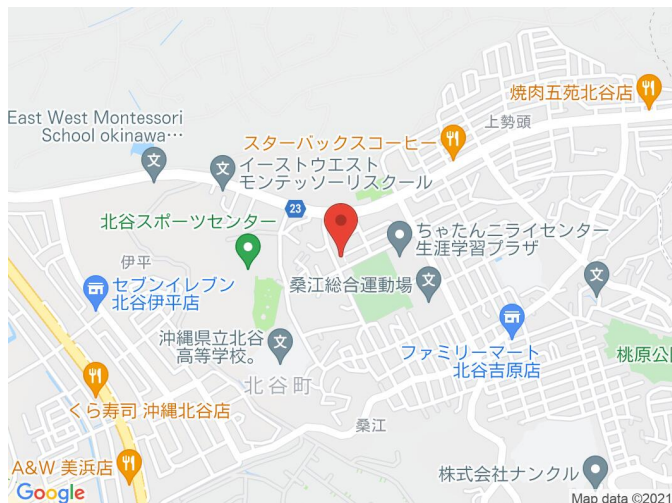 焼肉五苑北谷店
East West Montessori
School okinawa…
上勢頭
スターバックスコーヒー
イーストウエスト
モンテッソーリスクール
23
北谷スポーツセンター
ちゃたんニライセンター
生涯学習プラザ
伊平
セブンイレブン
北谷伊平店
桑江総合運動場
沖縄県立北谷
高等学校。
ファミリーマート
北谷吉原店
桃原公
北谷町
くら寿司 沖縄北谷店
桑江
A&W 美浜店
株式会社ナンクル
Google
Map data ©2021